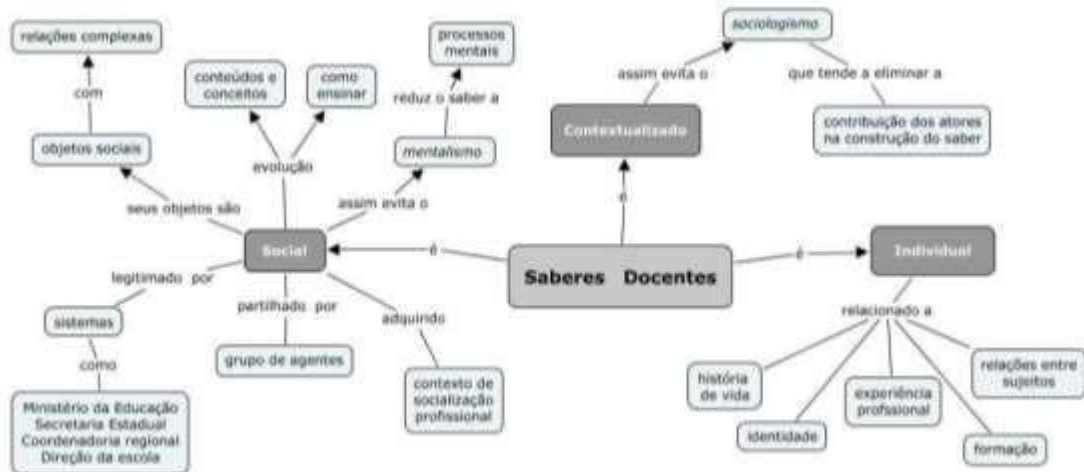 relações complexas
com
objetos sociais
seus objetos são
conteúdos e
conceitos
como
ensinar
evolução
processos
mentais
reduz o saber a
mentalismo
assim evita o
Social
é
legitimado por
sistemas
como
Ministério da Educação
Secretaria Estadual
Coordenadoria regional
Direção da escola
partilhado por
grupo de agentes
adquirido
contexto de
socialização
profissional
Saberes Docentes
é
Contextualizado
assim evita o
sociologismo
que tende a eliminar a
contribuição dos atores
na construção do saber
é
Individual
relacionado a
história
de vida
identidade
experiência
profssional
formação
relações entre
sujeitos